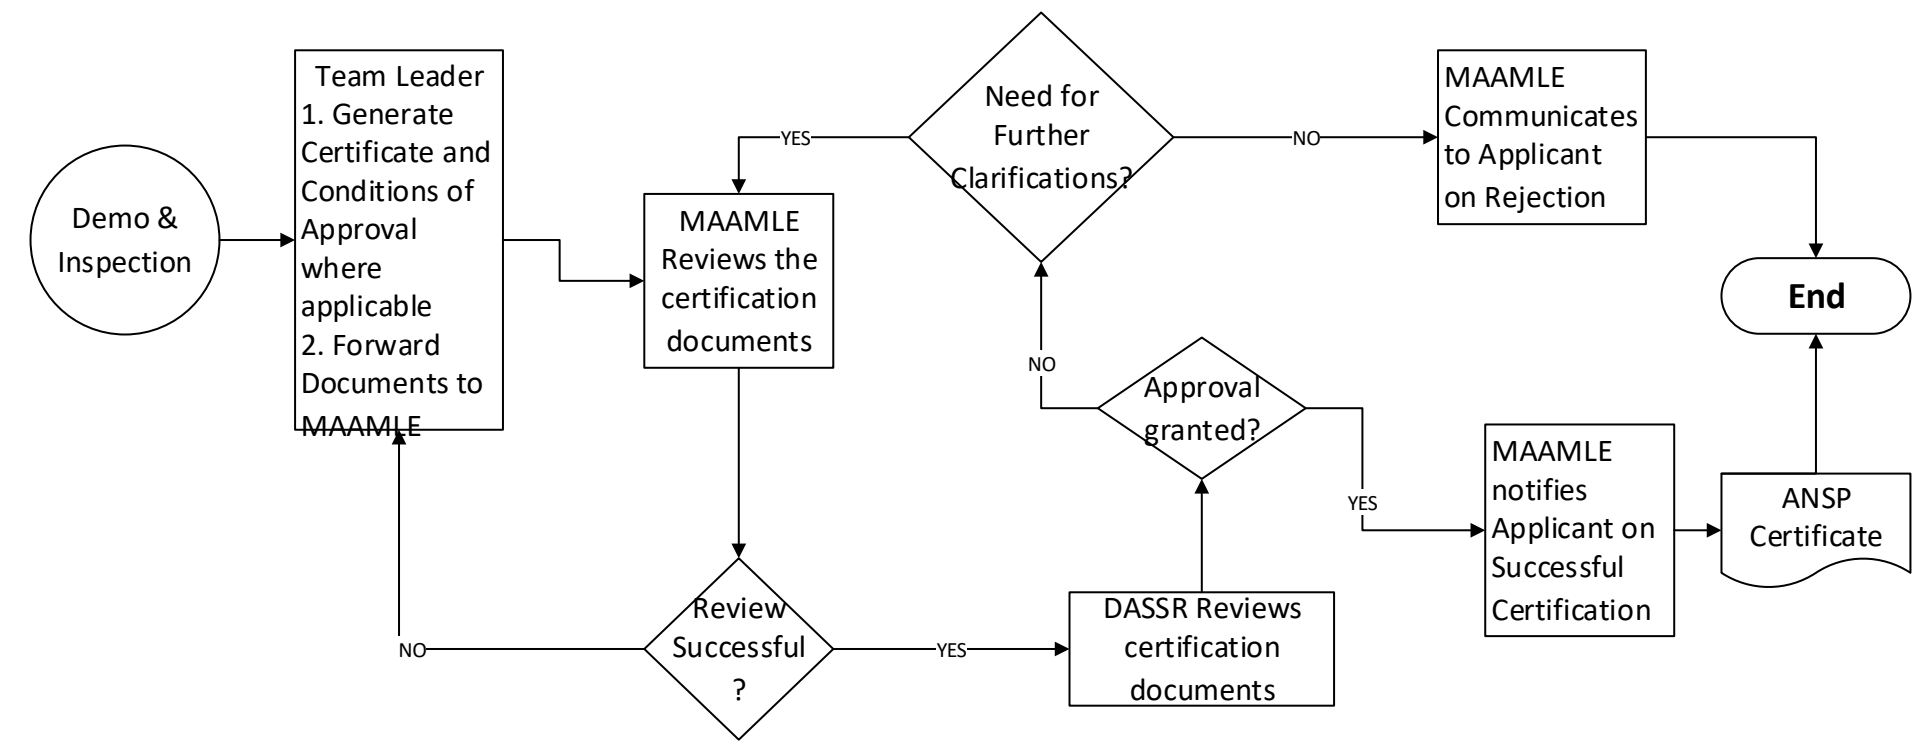 Demo &
Inspection
Team Leader
1. Generate
Certificate and
Conditions of
Approval
where
applicable
2. Forward
Documents to
MAAMLE
MAAMLE
Reviews the
certification
documents
YES
Need for
Further
Clarifications?
NO
MAAMLE
Communicates
to Applicant
on Rejection
End
NO
Approval
granted?
YES
MAAMLE
notifies
Applicant on
Successful
Certification
ANSP
Certificate
NO
Review
Successful
?
YES
DASSR Reviews
certification
documents